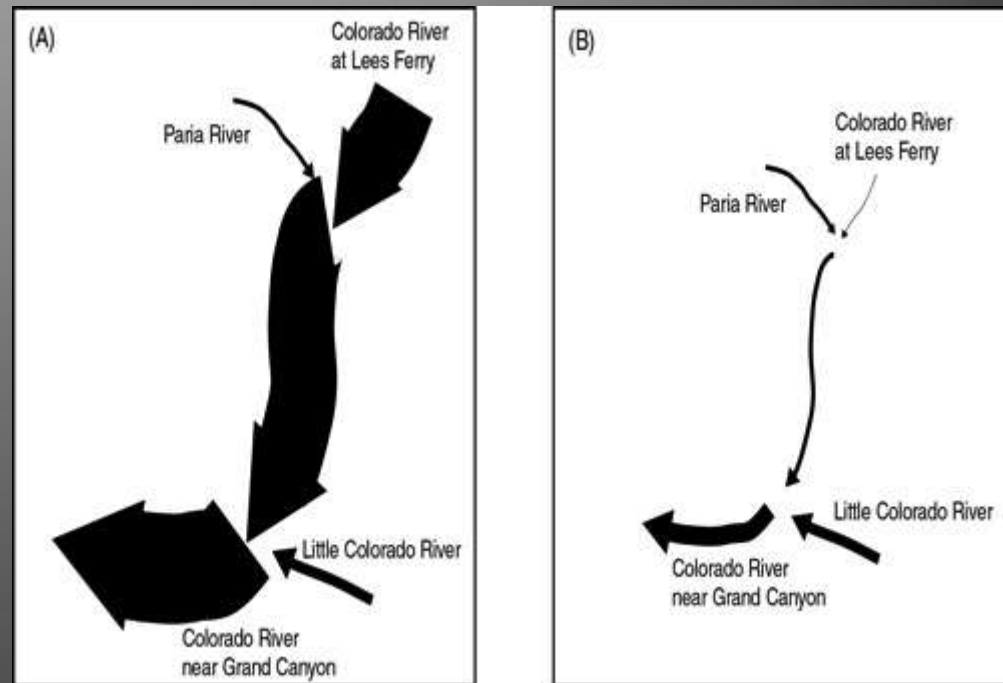 (A)
Colorado River
at Lees Ferry
Paria River
Little Colorado River
Colorado River
near Grand Canyon
(B)
Colorado River
at Lees Ferry
Paria River
Little Colorado River
Colorado River
near Grand Canyon